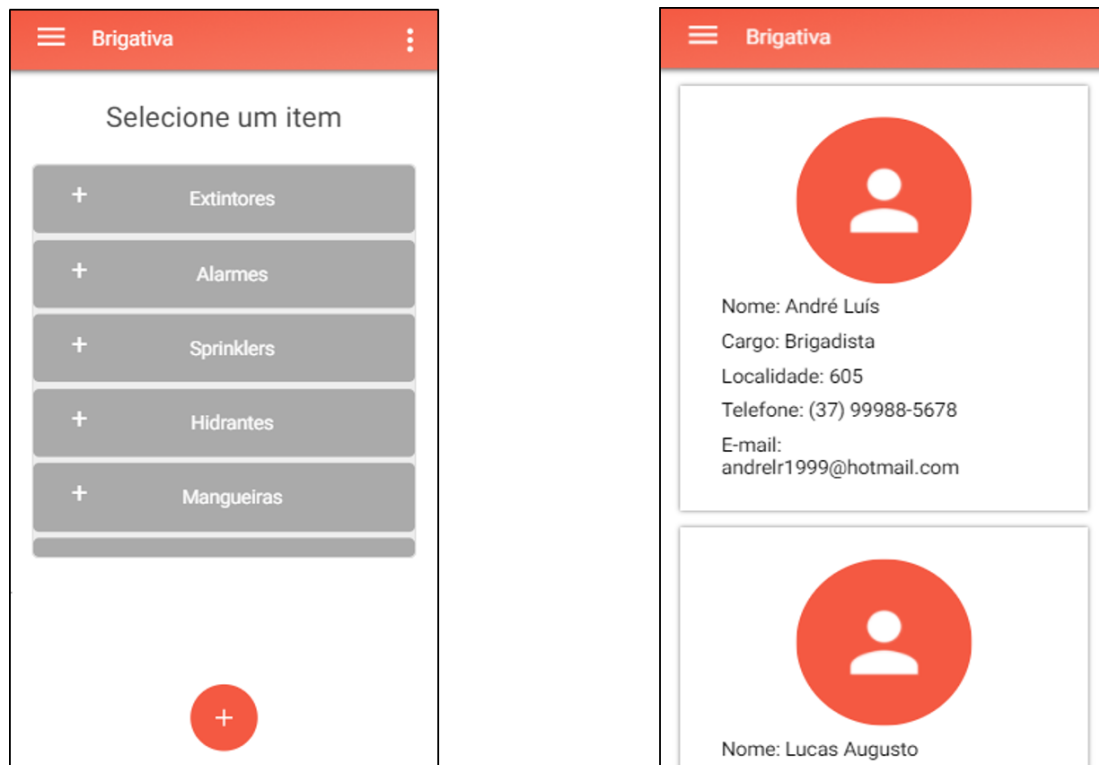 Brigativa
Selecione um item
+ Extintores
+ Alarmes
+ Sprinklers
+ Hidrantes
+ Mangueiras
+
Brigativa
Nome: André Luís
Cargo: Brigadista
Localidade: 605
Telefone: (37) 99988-5678
E-mail:
andrelr1999@hotmail.com
Nome: Lucas Augusto